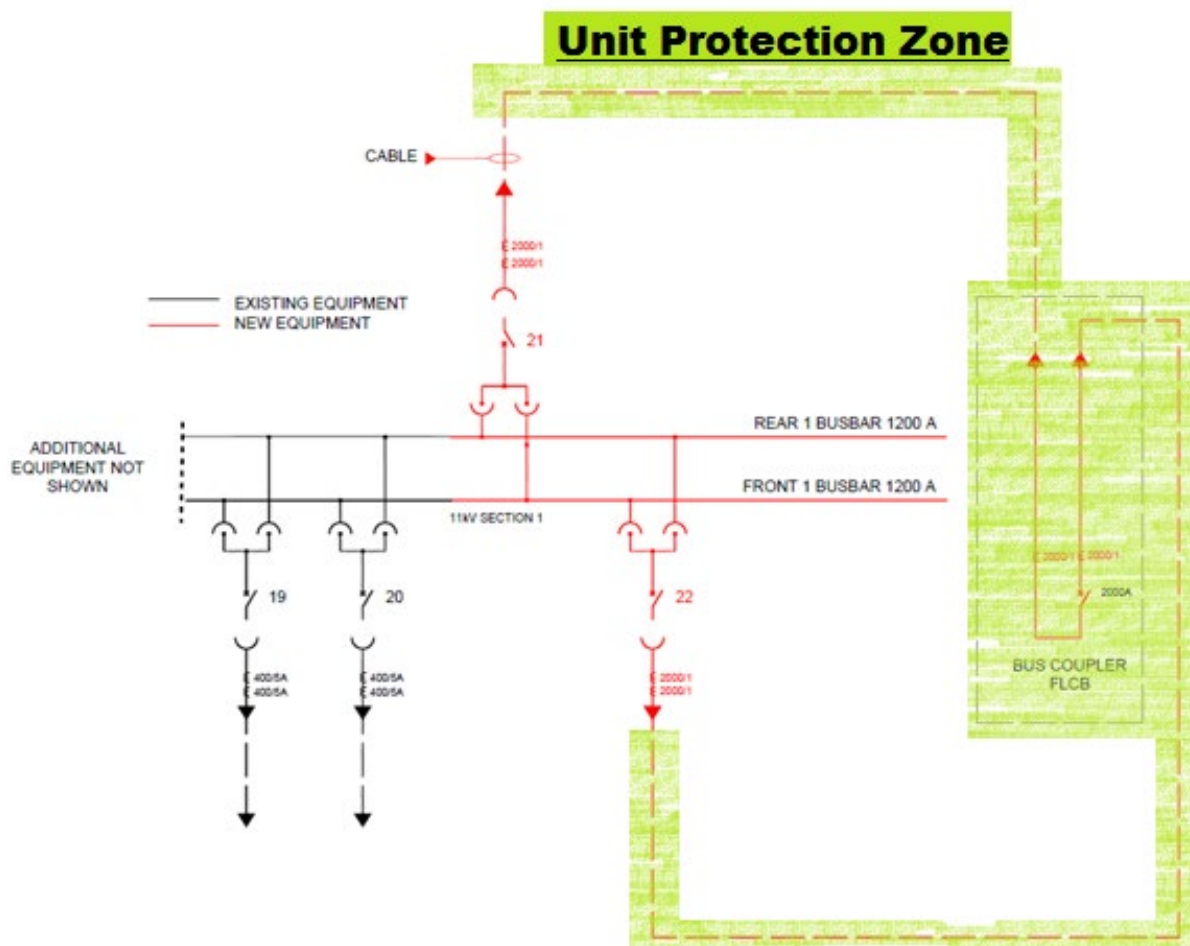 Unit Protection Zone
CABLE
2000/1
2000/1
EXISTING EQUIPMENT
NEW EQUIPMENT
21
REAR 1 BUSBAR 1200 A
ADDITIONAL
EQUIPMENT NOT
SHOWN
FRONT 1 BUSBAR 1200 A
11kV SECTION 1
2000/1 2000/1
19
20
22
2000A
BUS COUPLER
FLCB
400/5A
400/5A
400/5A
400/5A
2000/1
2000/1